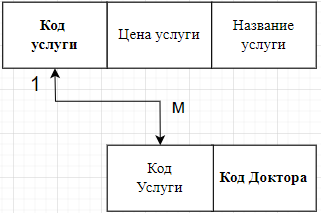 Код
услуги
Цена услуги
Название
услуги
1
М
Код
Услуги
Код Доктора